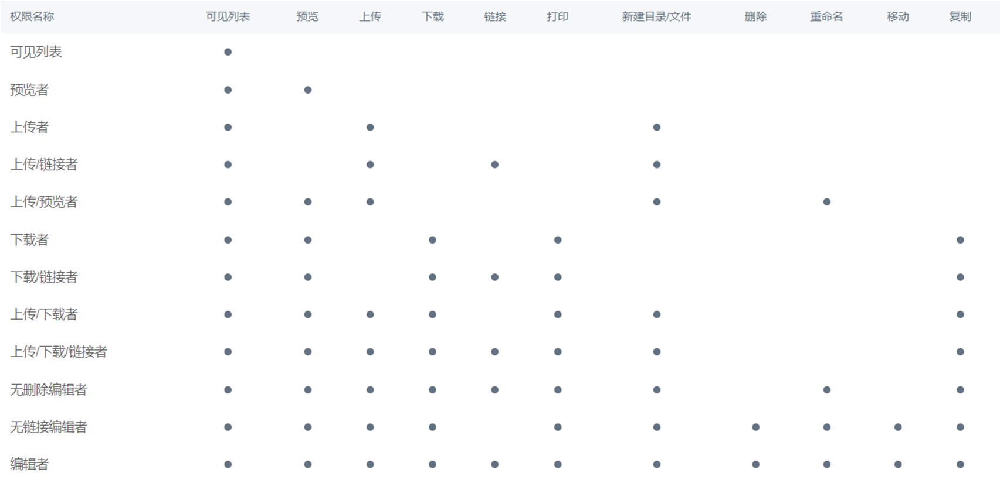 权限名称 可见列表 预览 上传 下载 链接 打印 新建目录/文件 删除 重命名 移动 复制
可见列表
预览者
上传者
上传/链接者
上传/预览者
下载者
下载/链接者
上传/下载者
上传/下载/链接者
无删除编辑者
无链接编辑者
编辑者